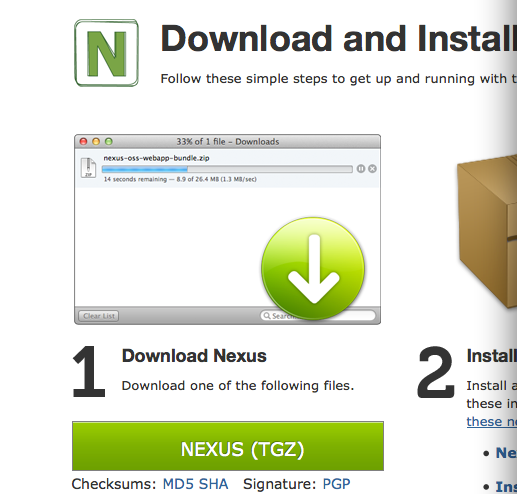 N
Download and Install
Follow these simple steps to get up and running with
33% of 1 file – Downloads
nexus-oss-webapp-bundle.zip
ZIP
14 seconds remaining — 8.9 of 26.4 MB (1.3 MB/sec)
Clear List
Search
1
Download Nexus
Download one of the following files.
NEXUS (TGZ)
Checksums: MD5 SHA Signature: PGP
2
Install
Install a
these in
these no
• Ne
• Ins